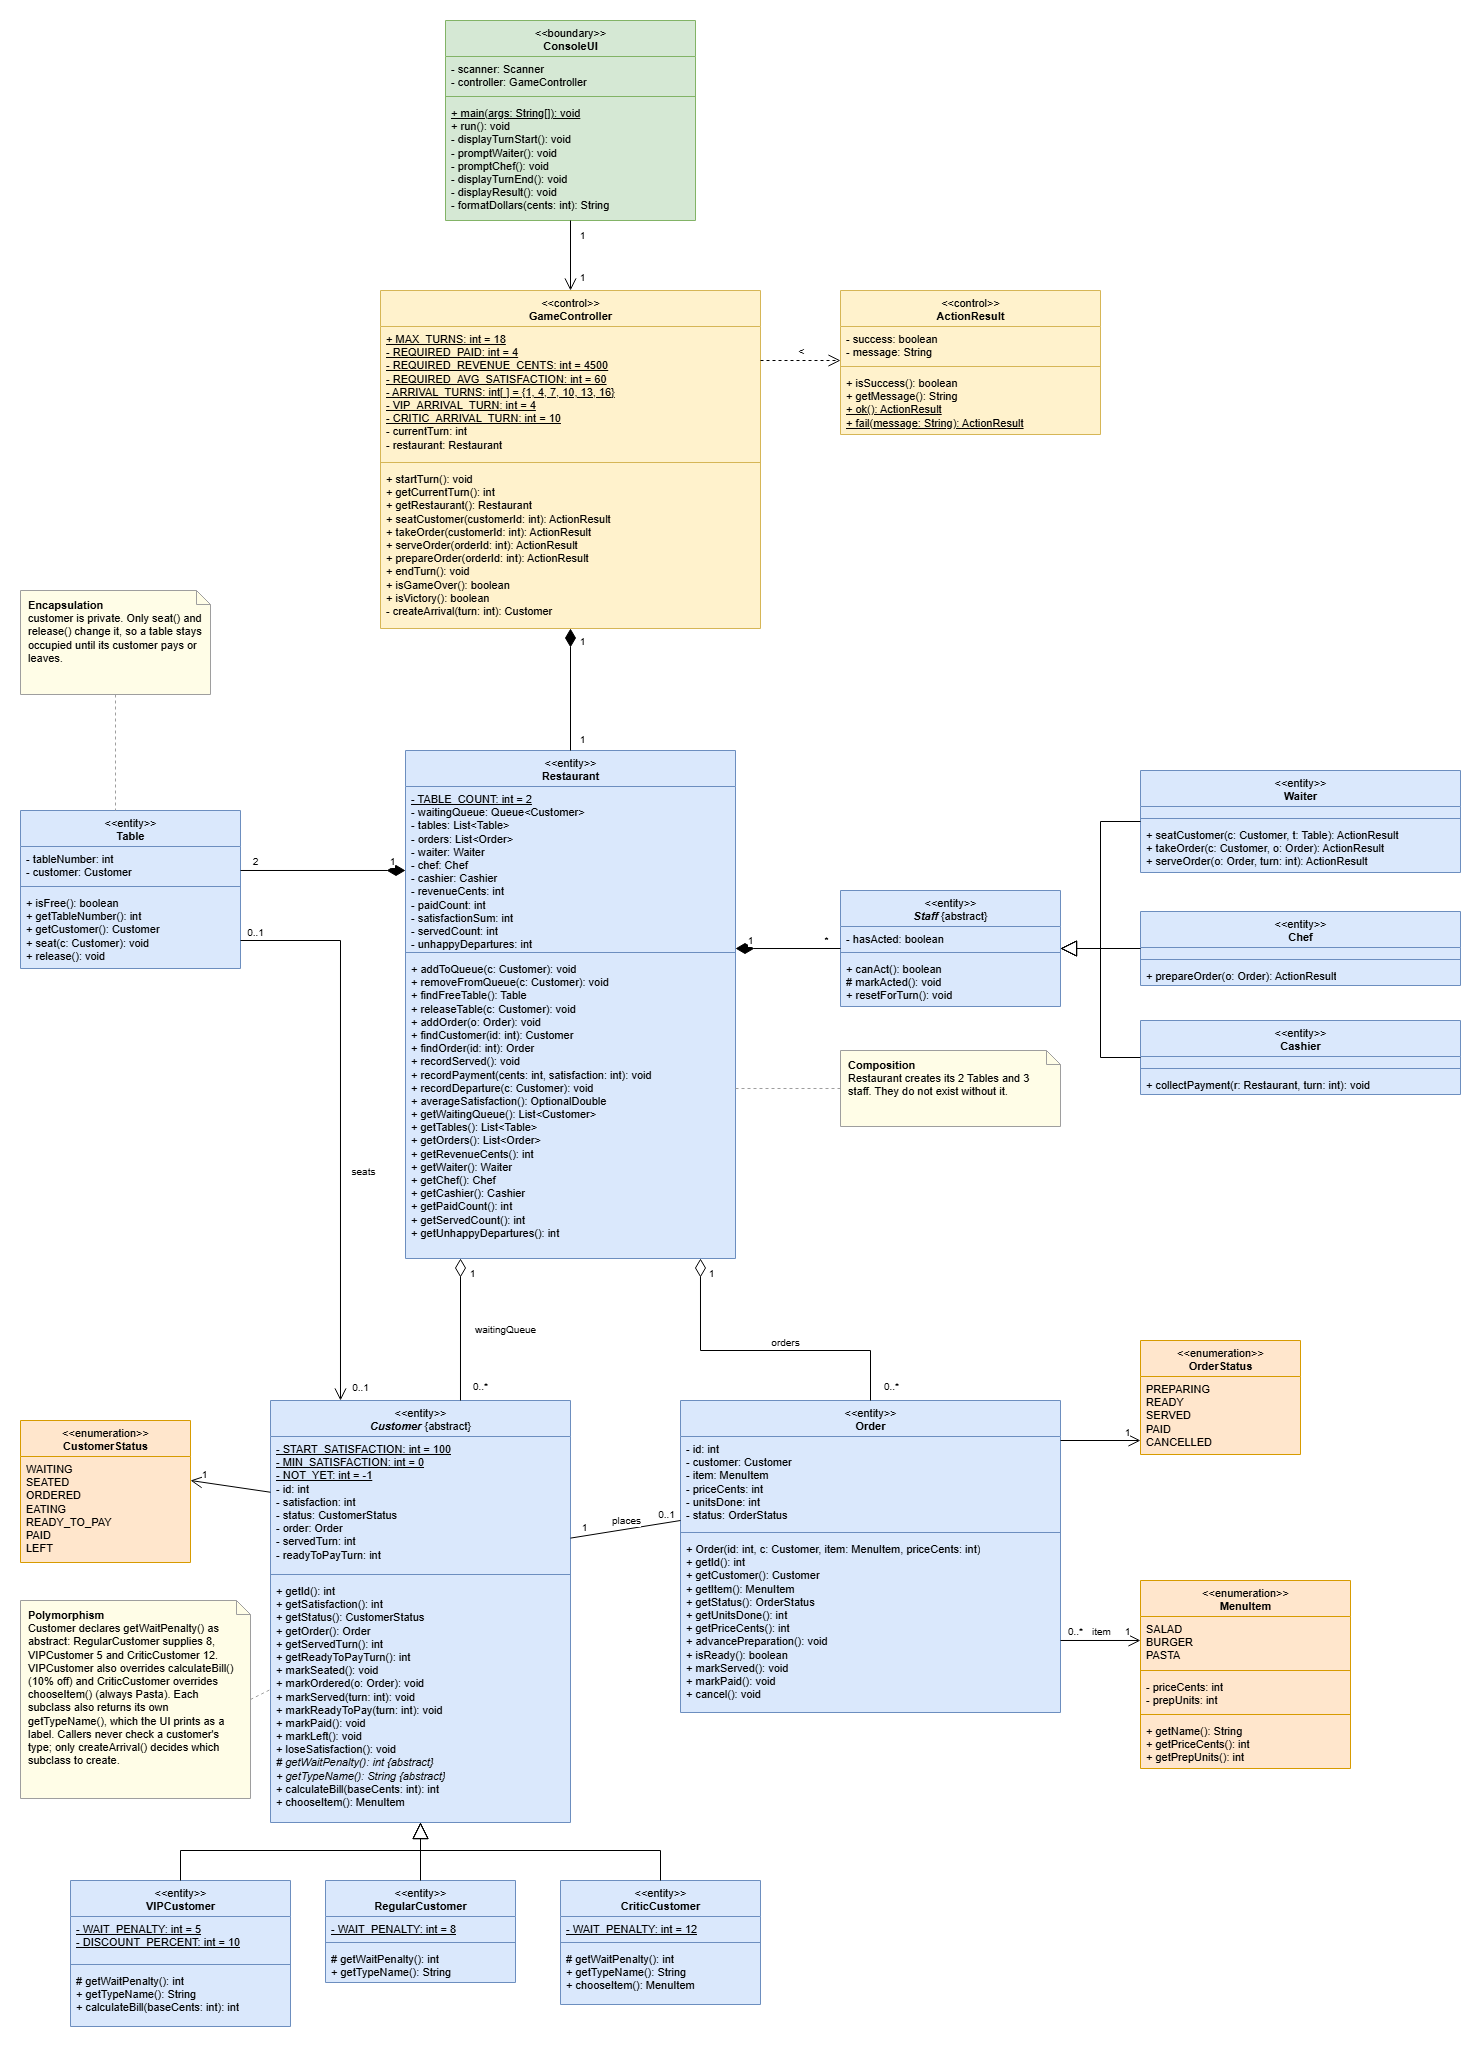 <<boundary>>
ConsoleUI
- scanner: Scanner
- controller: GameController
+ main(args: String[]): void
+ run(): void
- displayTurnStart(): void
- promptWaiter(): void
- promptChef(): void
- displayTurnEnd(): void
- displayResult(): void
- formatDollars(cents: int): String
1
1
<<control>>
GameController
+ MAX_TURNS: int = 18
- REQUIRED_PAID: int = 4
- REQUIRED_REVENUE_CENTS: int = 4500
- REQUIRED_AVG_SATISFACTION: int = 60
- ARRIVAL_TURNS: int[ ] = {1, 4, 7, 10, 13, 16}
- VIP_ARRIVAL_TURN: int = 4
- CRITIC_ARRIVAL_TURN: int = 10
- currentTurn: int
- restaurant: Restaurant
+ startTurn(): void
+ getCurrentTurn(): int
+ getRestaurant(): Restaurant
+ seatCustomer(customerId: int): ActionResult
+ takeOrder(customerId: int): ActionResult
+ serveOrder(orderId: int): ActionResult
+ prepareOrder(orderId: int): ActionResult
+ endTurn(): void
+ isGameOver(): boolean
+ isVictory(): boolean
- createArrival(turn: int): Customer
<
<<control>>
ActionResult
- success: boolean
- message: String
+ isSuccess(): boolean
+ getMessage(): String
+ ok(): ActionResult
+ fail(message: String): ActionResult
Encapsulation
customer is private. Only seat() and
release() change it, so a table stays
occupied until its customer pays or
leaves.
1
1
<<entity>>
Table
- tableNumber: int
- customer: Customer
+ isFree(): boolean
+ getTableNumber(): int
+ getCustomer(): Customer
+ seat(c: Customer): void
+ release(): void
2
1
0..1
seats
0..1
<<entity>>
Restaurant
- TABLE_COUNT: int = 2
- waitingQueue: Queue<Customer>
- tables: List<Table>
- orders: List<Order>
- waiter: Waiter
- chef: Chef
- cashier: Cashier
- revenueCents: int
- paidCount: int
- satisfactionSum: int
- servedCount: int
- unhappyDepartures: int
+ addToQueue(c: Customer): void
+ removeFromQueue(c: Customer): void
+ findFreeTable(): Table
+ releaseTable(c: Customer): void
+ addOrder(o: Order): void
+ findCustomer(id: int): Customer
+ findOrder(id: int): Order
+ recordServed(): void
+ recordPayment(cents: int, satisfaction: int): void
+ recordDeparture(c: Customer): void
+ averageSatisfaction(): OptionalDouble
+ getWaitingQueue(): List<Customer>
+ getTables(): List<Table>
+ getOrders(): List<Order>
+ getRevenueCents(): int
+ getWaiter(): Waiter
+ getChef(): Chef
+ getCashier(): Cashier
+ getPaidCount(): int
+ getServedCount(): int
+ getUnhappyDepartures(): int
1
*
<<entity>>
Staff {abstract}
- hasActed: boolean
+ canAct(): boolean
# markActed(): void
+ resetForTurn(): void
<<entity>>
Waiter
+ seatCustomer(c: Customer, t: Table): ActionResult
+ takeOrder(c: Customer, o: Order): ActionResult
+ serveOrder(o: Order, turn: int): ActionResult
<<entity>>
Chef
+ prepareOrder(o: Order): ActionResult
<<entity>>
Cashier
+ collectPayment(r: Restaurant, turn: int): void
Composition
Restaurant creates its 2 Tables and 3
staff. They do not exist without it.
1
waitingQueue
0..*
1
orders
0..*
<<enumeration>>
CustomerStatus
WAITING
SEATED
ORDERED
EATING
READY_TO_PAY
PAID
LEFT
1
<<entity>>
Customer {abstract}
- START_SATISFACTION: int = 100
- MIN_SATISFACTION: int = 0
- NOT_YET: int = -1
- id: int
- satisfaction: int
- status: CustomerStatus
- order: Order
- servedTurn: int
- readyToPayTurn: int
+ getId(): int
+ getSatisfaction(): int
+ getStatus(): CustomerStatus
+ getOrder(): Order
+ getServedTurn(): int
+ getReadyToPayTurn(): int
+ markSeated(): void
+ markOrdered(o: Order): void
+ markServed(turn: int): void
+ markReadyToPay(turn: int): void
+ markPaid(): void
+ markLeft(): void
+ loseSatisfaction(): void
# getWaitPenalty(): int {abstract}
+ getTypeName(): String {abstract}
+ calculateBill(baseCents: int): int
+ chooseItem(): MenuItem
1
places
0..1
<<entity>>
Order
- id: int
- customer: Customer
- item: MenuItem
- priceCents: int
- unitsDone: int
- status: OrderStatus
+ Order(id: int, c: Customer, item: MenuItem, priceCents: int)
+ getId(): int
+ getCustomer(): Customer
+ getItem(): MenuItem
+ getStatus(): OrderStatus
+ getUnitsDone(): int
+ getPriceCents(): int
+ advancePreparation(): void
+ isReady(): boolean
+ markServed(): void
+ markPaid(): void
+ cancel(): void
1
<<enumeration>>
OrderStatus
PREPARING
READY
SERVED
PAID
CANCELLED
0..*
item
1
<<enumeration>>
MenuItem
SALAD
BURGER
PASTA
- priceCents: int
- prepUnits: int
+ getName(): String
+ getPriceCents(): int
+ getPrepUnits(): int
Polymorphism
Customer declares getWaitPenalty() as
abstract: RegularCustomer supplies 8,
VIPCustomer 5 and CriticCustomer 12.
VIPCustomer also overrides calculateBill()
(10% off) and CriticCustomer overrides
chooseItem() (always Pasta). Each
subclass also returns its own
getTypeName(), which the UI prints as a
label. Callers never check a customer's
type; only createArrival() decides which
subclass to create.
<<entity>>
VIPCustomer
- WAIT_PENALTY: int = 5
- DISCOUNT_PERCENT: int = 10
# getWaitPenalty(): int
+ getTypeName(): String
+ calculateBill(baseCents: int): int
<<entity>>
RegularCustomer
- WAIT_PENALTY: int = 8
# getWaitPenalty(): int
+ getTypeName(): String
<<entity>>
CriticCustomer
- WAIT_PENALTY: int = 12
# getWaitPenalty(): int
+ getTypeName(): String
+ chooseItem(): MenuItem